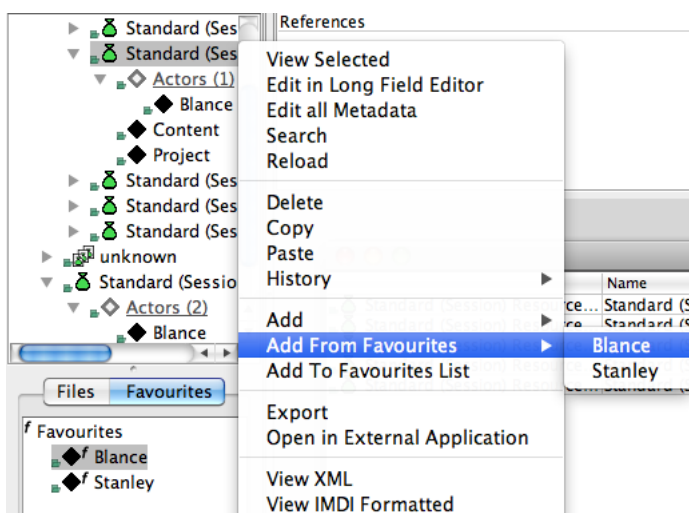 Standard (Ses
References
Standard (Ses
Actors (1)
Blance
Content
Project
Standard (Ses
Standard (Ses
Standard (Ses
unknown
Standard (Sessio
Actors (2)
Blance
Files
Favourites
f Favourites
f Blance
f Stanley
View Selected
Edit in Long Field Editor
Edit all Metadata
Search
Reload
Delete
Copy
Paste
History
Add
Add From Favourites
Add To Favourites List
Export
Open in External Application
View XML
View IMDI Formatted
Blance
Stanley
Name
Standard (Session) Resource... Standard (S